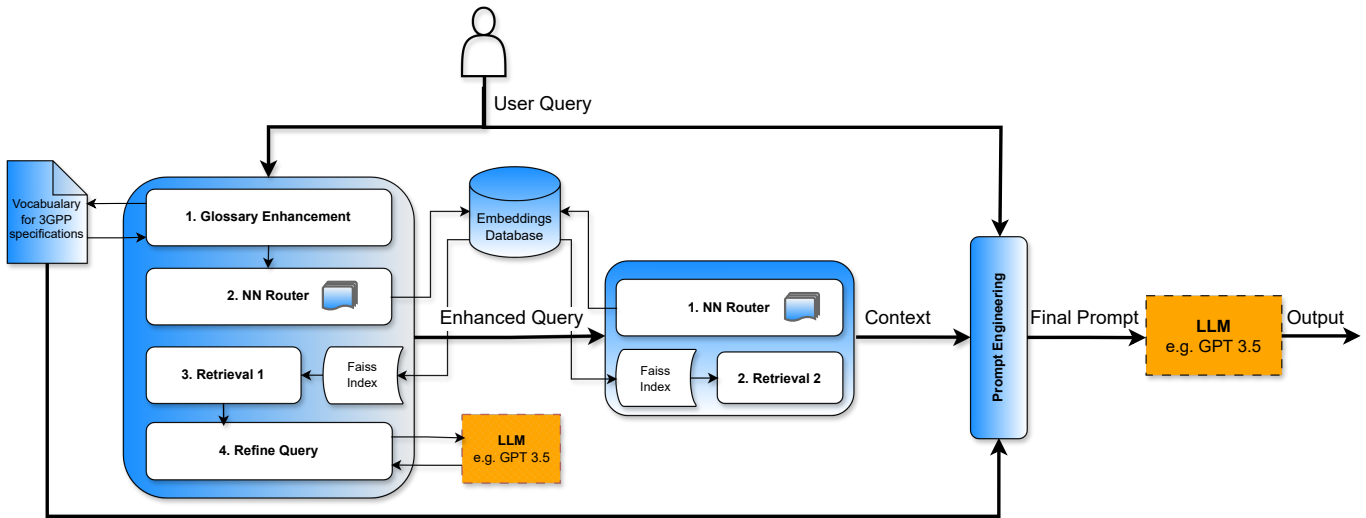 User Query
Vocabualary
for 3GPP
specifications
1. Glossary Enhancement
2. NN Router
3. Retrieval 1
Faiss
Index
4. Refine Query
LLM
e.g. GPT 3.5
Embeddings
Database
Enhanced Query
1. NN Router
Faiss
Index
2. Retrieval 2
Context
Prompt Engineering
Final Prompt
LLM
e.g. GPT 3.5
Output